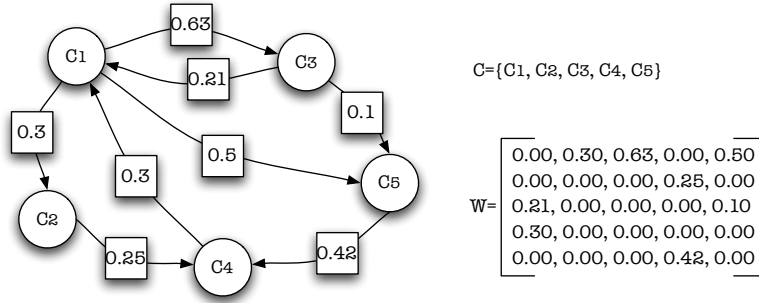 0.63
C1
C3
0.21
C={C1, C2, C3, C4, C5}
0.1
0.3
0.5
0.3
C5
C2
0.25
C4
0.42
W=
0.00, 0.30, 0.63, 0.00, 0.50
0.00, 0.00, 0.00, 0.25, 0.00
0.21, 0.00, 0.00, 0.00, 0.10
0.30, 0.00, 0.00, 0.00, 0.00
0.00, 0.00, 0.00, 0.42, 0.00